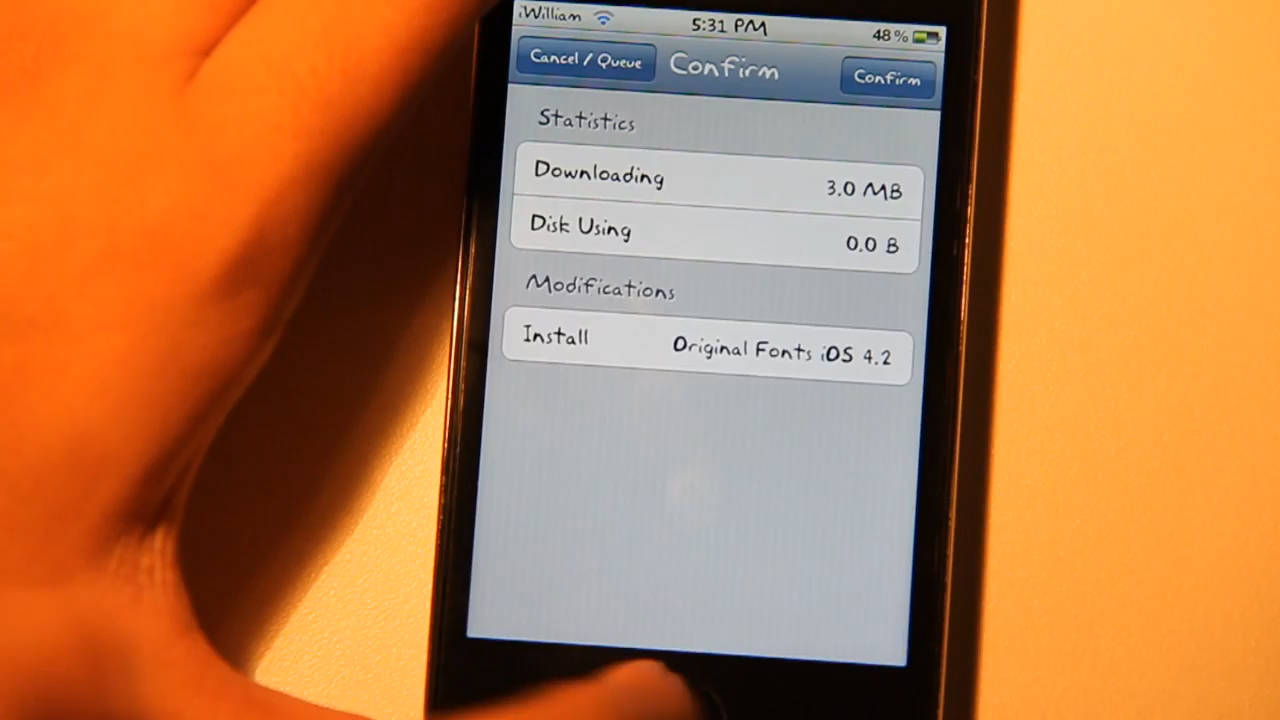 iWilliam 5:31 PM 48%
Cancel / Queue Confirm Confirm
Statistics
Downloading 3.0 MB
Disk Using 0.0 B
Modifications
Install Original Fonts iOS 4.2